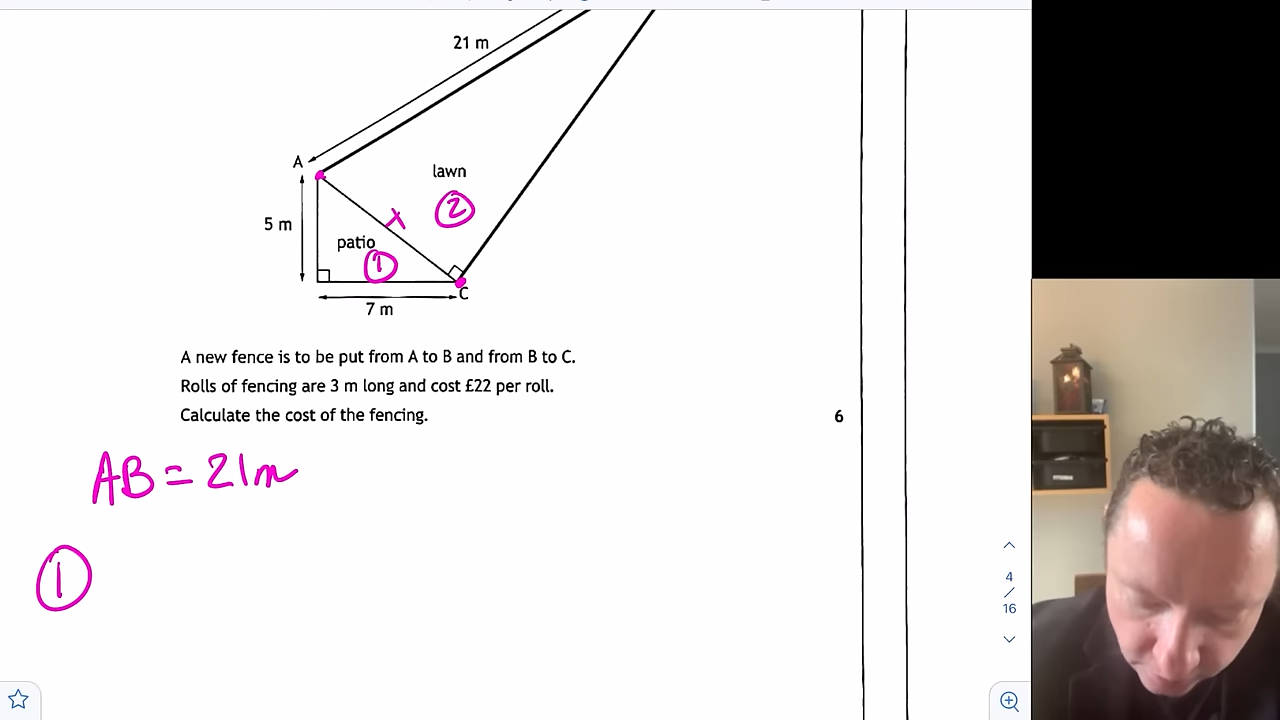 21 m
A
lawn
②
5 m
x
patio
①
C
7 m
A new fence is to be put from A to B and from B to C.
Rolls of fencing are 3 m long and cost £22 per roll.
Calculate the cost of the fencing.
6
AB = 21m
①
4
/
16